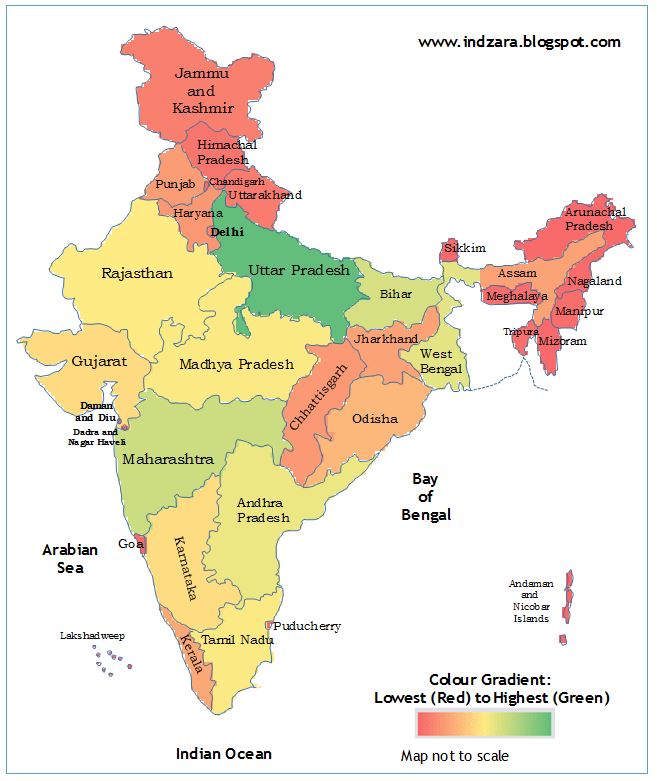 www.indzara.blogspot.com
Jammu
and
Kashmir
Himachal
Pradesh
Punjab
Chandigarh
Uttarakhand
Haryana
Delhi
Arunachal
Pradesh
Sikkim
Rajasthan
Uttar Pradesh
Assam
Nagaland
Bihar
Meghalaya
Manipur
Tripura
Mizoram
Jharkhand
West
Bengal
Gujarat
Madhya Pradesh
Chhattisgarh
Daman
and Diu
Dadra and
Nagar Haveli
Odisha
Maharashtra
Bay
of
Bengal
Andhra
Pradesh
Goa
Arabian
Sea
Karnataka
Andaman
and
Nicobar
Islands
Lakshadweep
Puducherry
Tamil Nadu
Kerala
Colour Gradient:
Lowest (Red) to Highest (Green)
Indian Ocean
Map not to scale